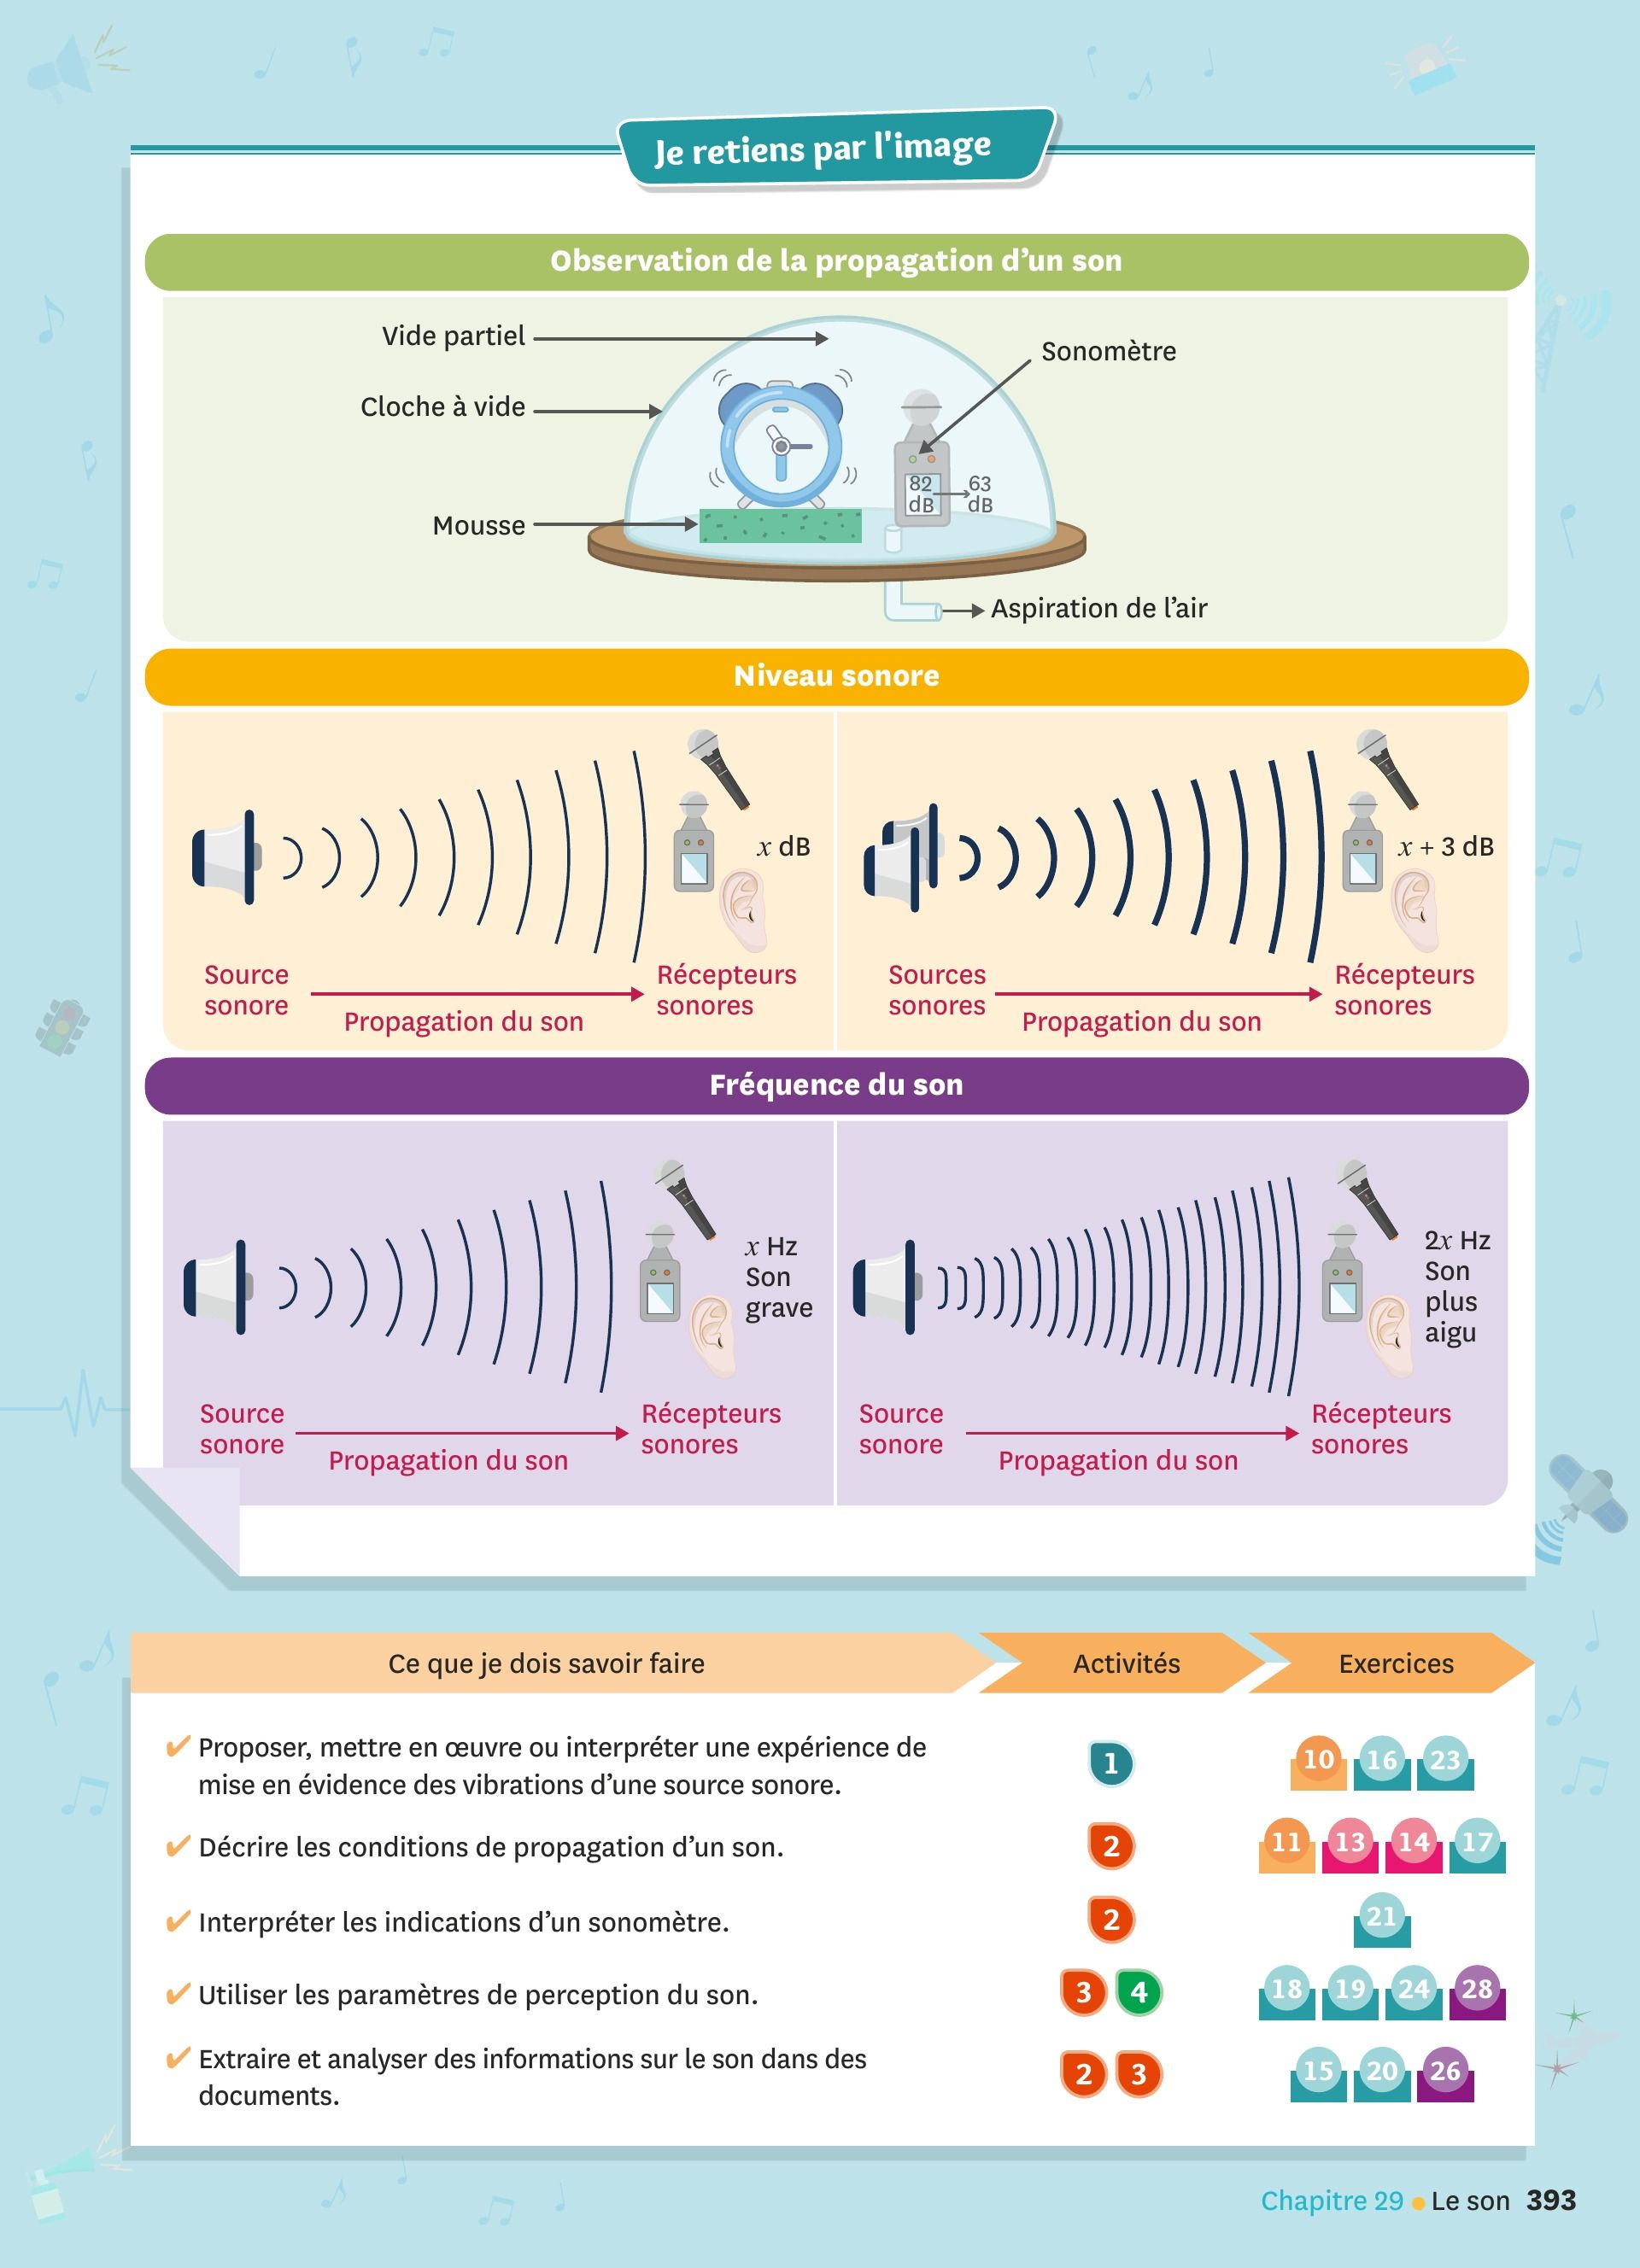 Je retiens par l'image
Observation de la propagation d’un son
Vide partiel
Sonomètre
Cloche à vide
82 dB
63 dB
Mousse
Aspiration de l’air
Niveau sonore
x dB
Source
sonore
Propagation du son
Récepteurs
sonores
x + 3 dB
Sources
sonores
Propagation du son
Récepteurs
sonores
Fréquence du son
x Hz
Son
grave
Source
sonore
Propagation du son
Récepteurs
sonores
2x Hz
Son
plus
aigu
Source
sonore
Propagation du son
Récepteurs
sonores
Ce que je dois savoir faire Activités Exercices
✔ Proposer, mettre en œuvre ou interpréter une expérience de
mise en évidence des vibrations d’une source sonore.
1
10 16 23
✔ Décrire les conditions de propagation d’un son.
2
11 13 14 17
✔ Interpréter les indications d’un sonomètre.
2
21
✔ Utiliser les paramètres de perception du son.
3 4
18 19 24 28
✔ Extraire et analyser des informations sur le son dans des
documents.
2 3
15 20 26
Chapitre 29 • Le son 393